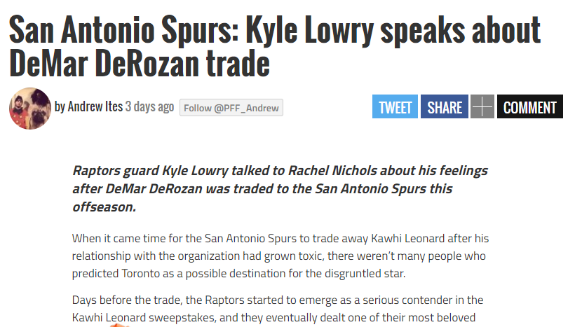 San Antonio Spurs: Kyle Lowry speaks about
DeMar DeRozan trade
by Andrew Ites 3 days ago Follow @PFF_Andrew TWEET SHARE COMMENT
Raptors guard Kyle Lowry talked to Rachel Nichols about his feelings
after DeMar DeRozan was traded to the San Antonio Spurs this
offseason.
When it came time for the San Antonio Spurs to trade away Kawhi Leonard after his
relationship with the organization had grown toxic, there weren't many people who
predicted Toronto as a possible destination for the disgruntled star.
Days before the trade, the Raptors started to emerge as a serious contender in the
Kawhi Leonard sweepstakes, and they eventually dealt one of their most beloved